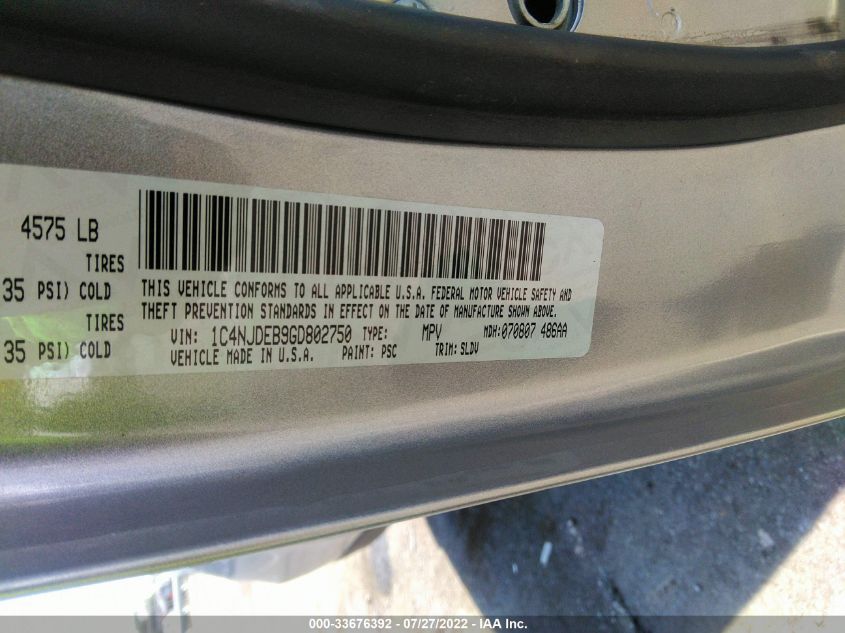 4575 LB
TIRES
35 PSI) COLD
TIRES
35 PSI) COLD
THIS VEHICLE CONFORMS TO ALL APPLICABLE U.S.A. FEDERAL MOTOR VEHICLE SAFETY AND
THEFT PREVENTION STANDARDS IN EFFECT ON THE DATE OF MANUFACTURE SHOWN ABOVE.
VIN: 1C4NJDEB9GD802750 TYPE: MPV MDH:070807 486AA
VEHICLE MADE IN U.S.A. PAINT: PSC TRIM: SLDV
000-33676392 - 07/27/2022 - IAA Inc.